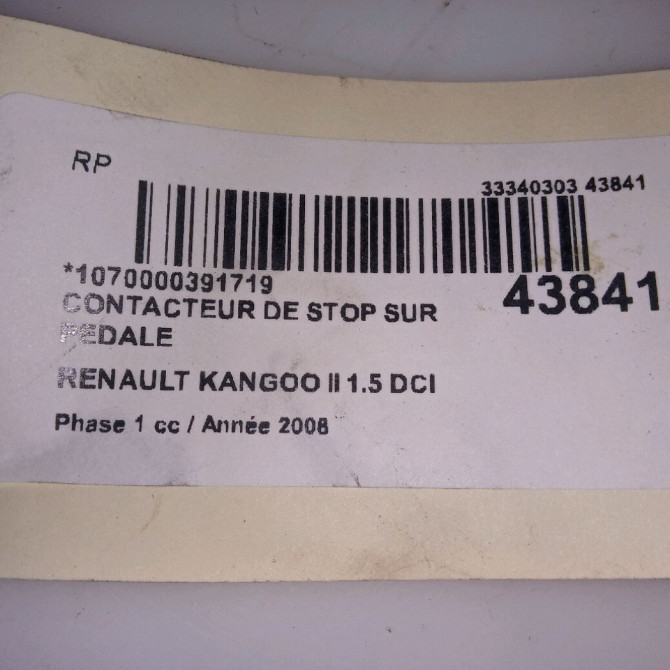 RP
33340303 43841
*1070000391719
43841
CONTACTEUR DE STOP SUR
PEDALE
RENAULT KANGOO II 1.5 DCI
Phase 1 cc / Année 2008